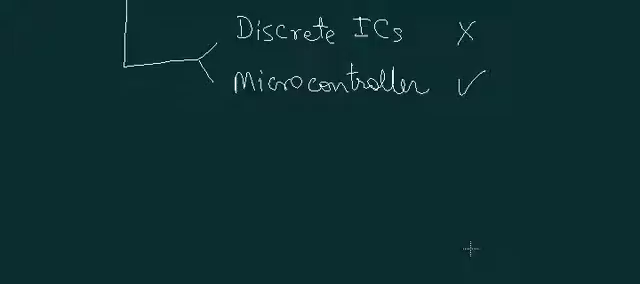 Discrete ICs X
Microcontroller ✓